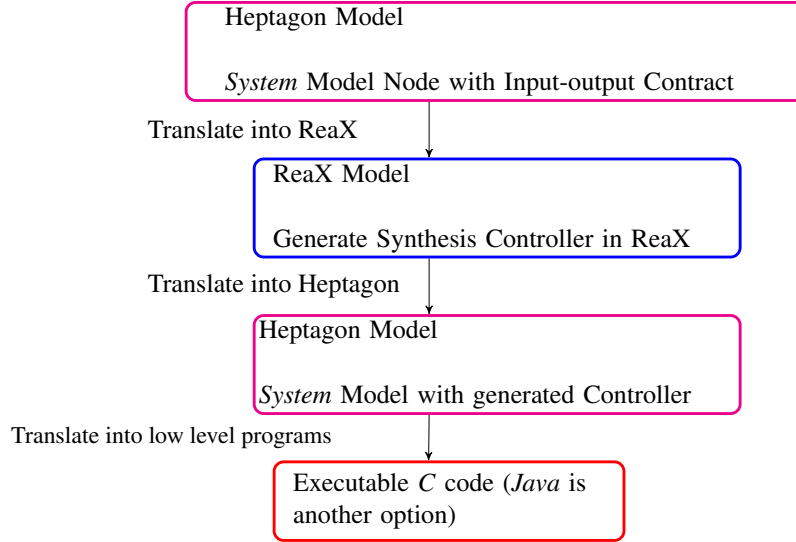 Heptagon Model
System Model Node with Input-output Contract
Translate into ReaX
ReaX Model
Generate Synthesis Controller in ReaX
Translate into Heptagon
Heptagon Model
System Model with generated Controller
Translate into low level programs
Executable C code (Java is
another option)